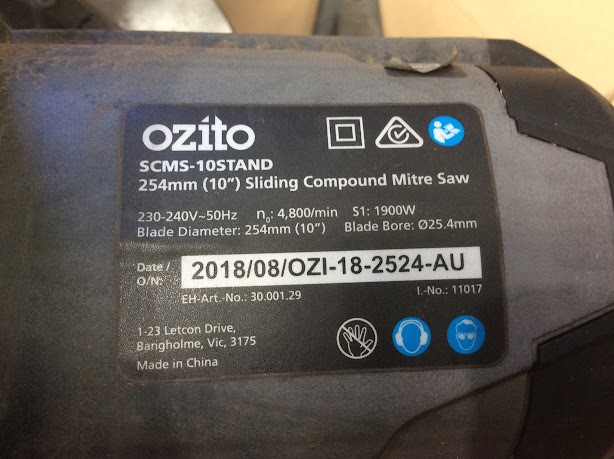 ozito
SCMS-10STAND
254mm (10") Sliding Compound Mitre Saw
230-240V~50Hz n₀: 4,800/min S1: 1900W
Blade Diameter: 254mm (10") Blade Bore: Ø25.4mm
Date / O/N: 2018/08/OZI-18-2524-AU
EH-Art.-No.: 30.001.29 I.-No.: 11017
1-23 Letcon Drive,
Bangholme, Vic, 3175
Made in China